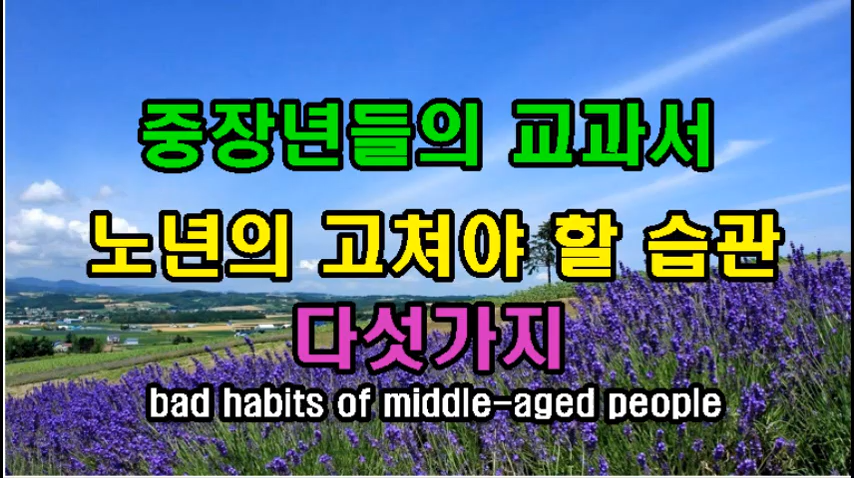 중장년들의 교과서
노년의 고쳐야 할 습관
다섯가지
bad habits of middle-aged people